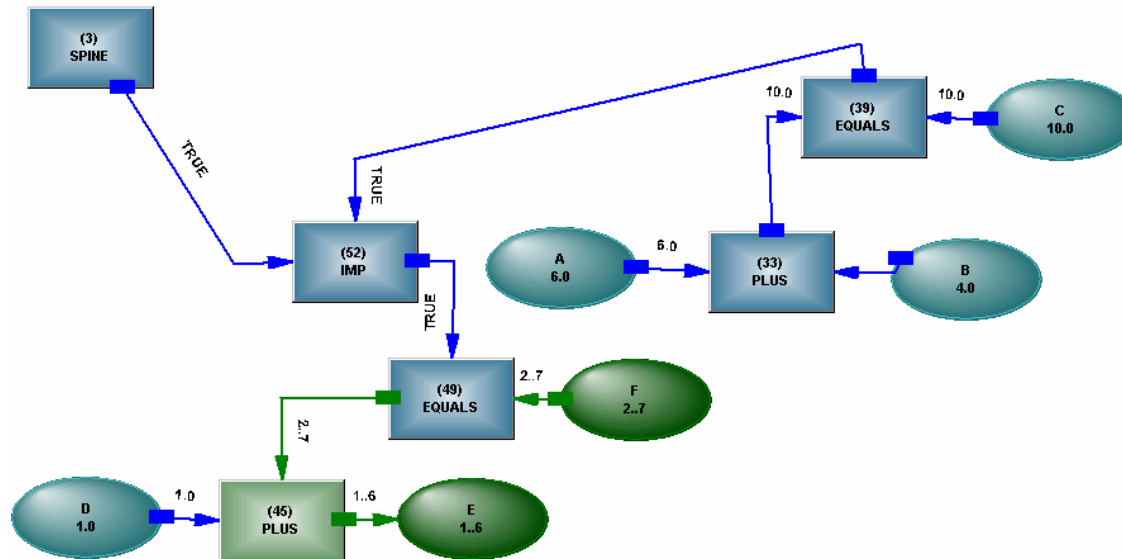 (3)
SPINE
TRUE
TRUE
10.0
10.0
(39)
EQUALS
C
10.0
(52)
IMP
A
6.0
6.0
(33)
PLUS
B
4.0
TRUE
(49)
EQUALS
2..7
F
2..7
2..7
D
1.0
1.0
(45)
PLUS
1..6
E
1..6